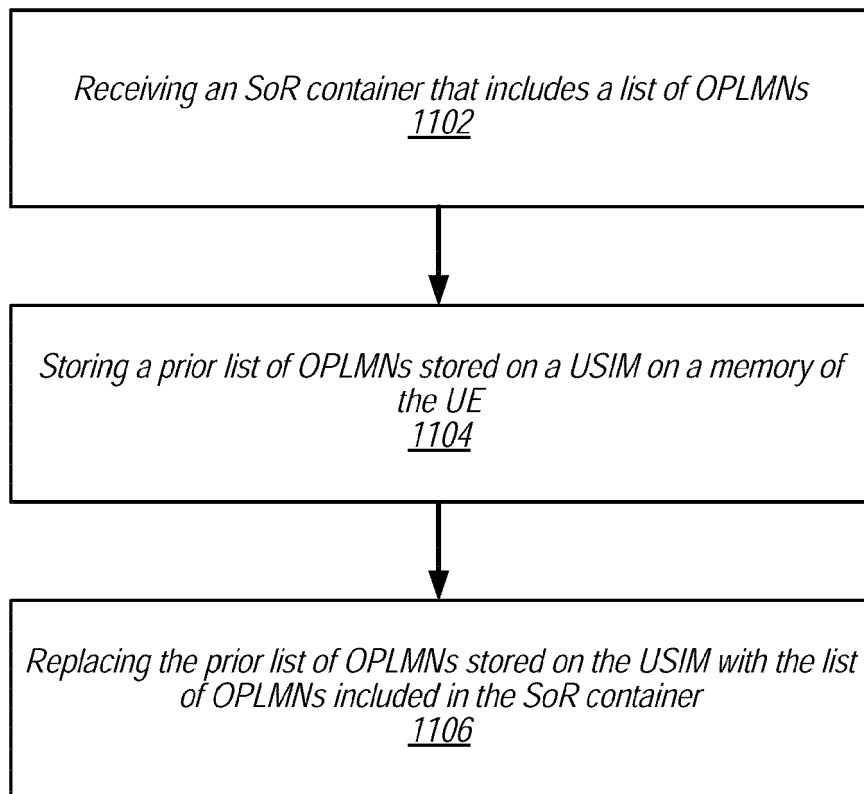 Receiving an SoR container that includes a list of OPLMNs
1102
Storing a prior list of OPLMNs stored on a USIM on a memory of
the UE
1104
Replacing the prior list of OPLMNs stored on the USIM with the list
of OPLMNs included in the SoR container
1106